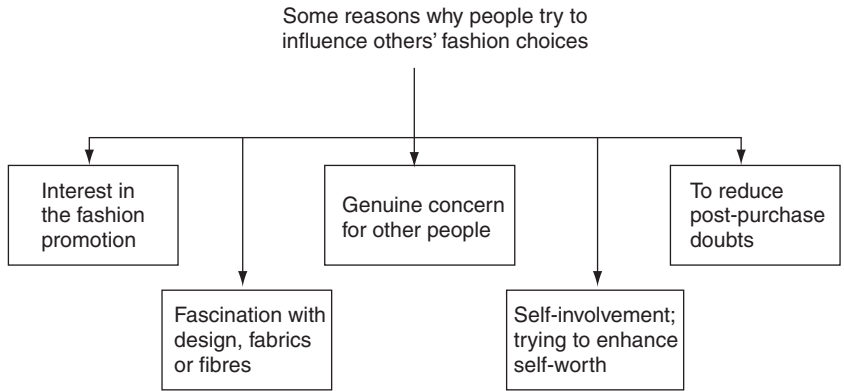 Some reasons why people try to
influence others' fashion choices
Interest in
the fashion
promotion
Genuine concern
for other people
To reduce
post-purchase
doubts
Fascination with
design, fabrics
or fibres
Self-involvement;
trying to enhance
self-worth